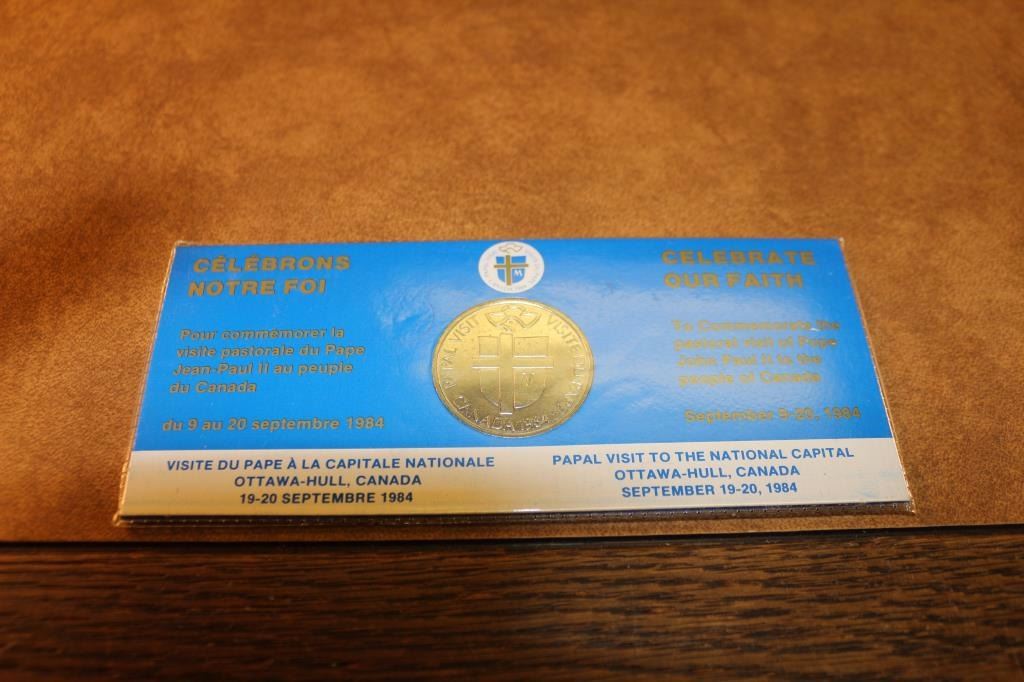 CÉLÉBRONS
NOTRE FOI
Pour commémorer la
visite pastorale du Pape
Jean-Paul II au peuple
du Canada
du 9 au 20 septembre 1984
VISITE DU PAPE À LA CAPITALE NATIONALE
OTTAWA-HULL, CANADA
19-20 SEPTEMBRE 1984
M
PAPAL VISIT
CANADA 1984
CELEBRATE
OUR FAITH
To Commemorate the
pastoral visit of Pope
John Paul II to the
people of Canada
September 9-20, 1984
PAPAL VISIT TO THE NATIONAL CAPITAL
OTTAWA-HULL, CANADA
SEPTEMBER 19-20, 1984